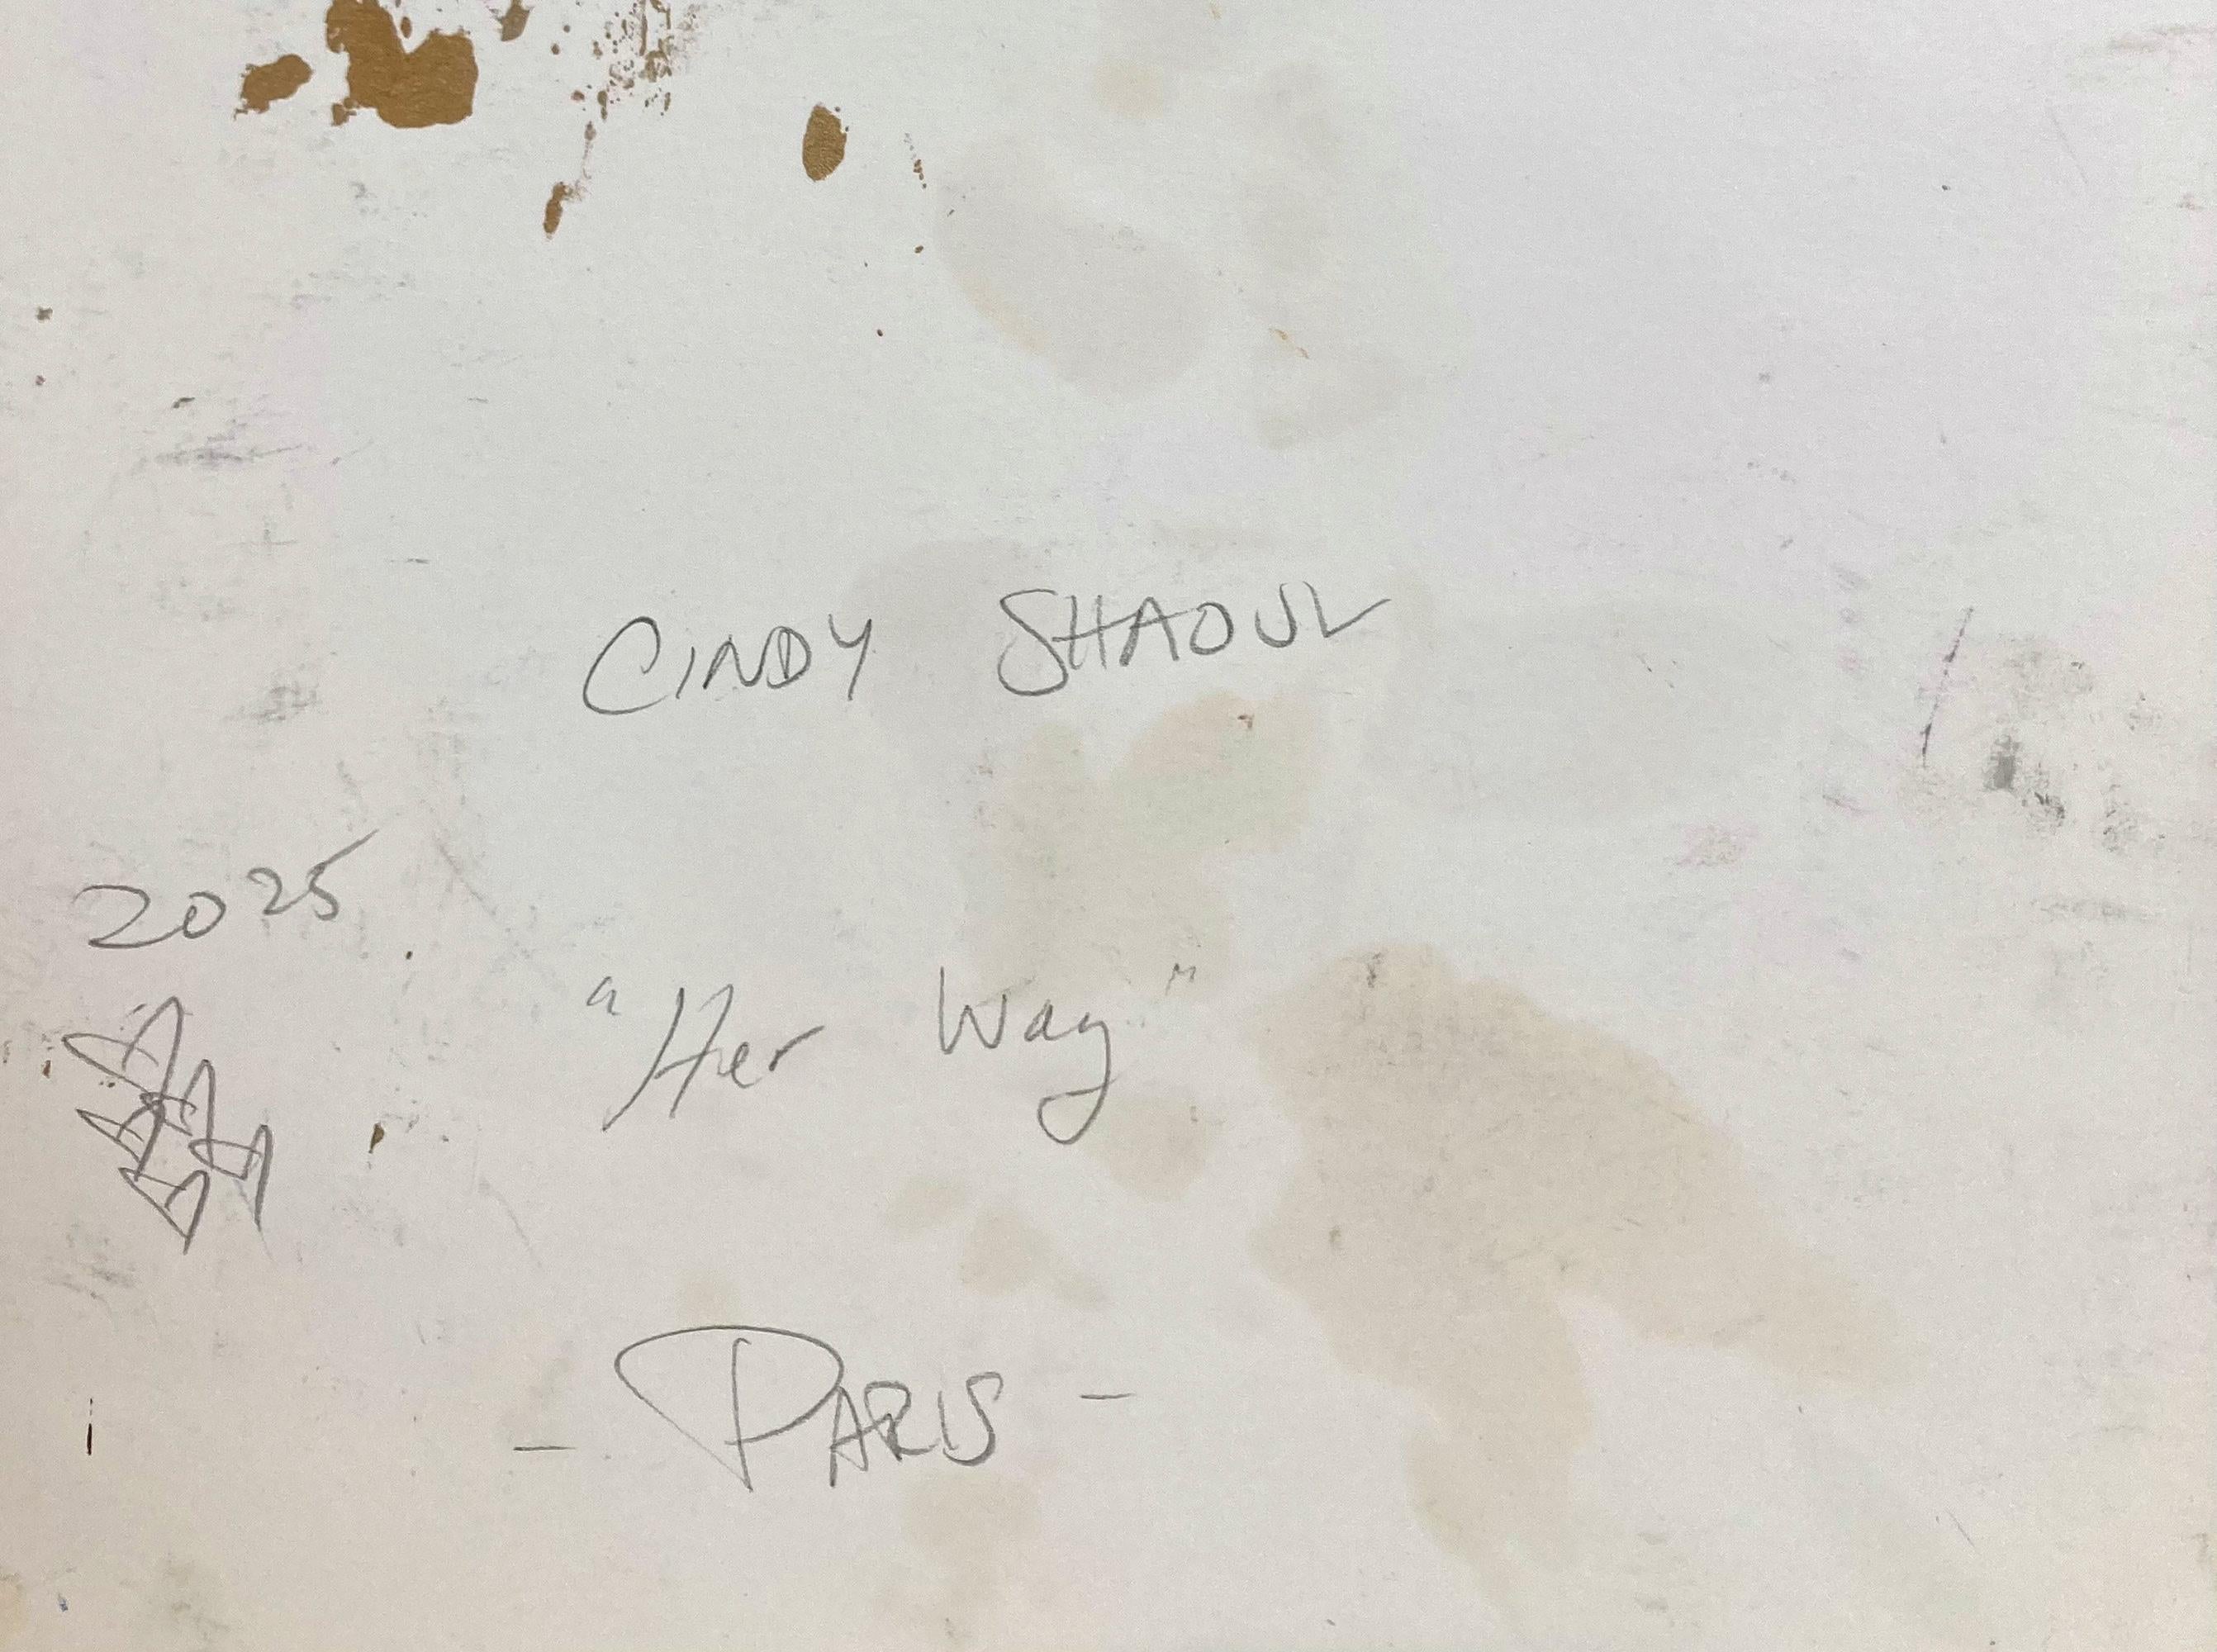 CINDY SHAOUL
2025
"Her Way"
- PARIS -